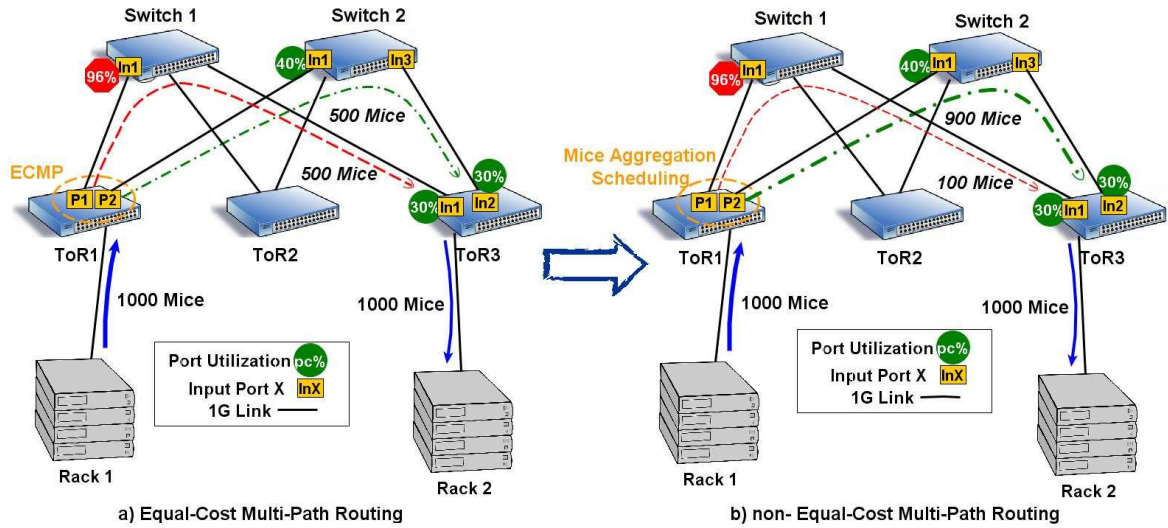 Switch 1
Switch 2
In1
96%
40%
In1
In3
500 Mice
ECMP
500 Mice
30%
P1
P2
30%
In1
In2
ToR1
ToR2
ToR3
1000 Mice
1000 Mice
Port Utilization
pc%
Input Port X
InX
1G Link
Rack 1
Rack 2
a) Equal-Cost Multi-Path Routing
Switch 1
Switch 2
In1
96%
40%
In1
In3
900 Mice
Mice Aggregation
Scheduling
100 Mice
30%
P1
P2
30%
In1
In2
ToR1
ToR2
ToR3
1000 Mice
1000 Mice
Port Utilization
pc%
Input Port X
InX
1G Link
Rack 1
Rack 2
b) non- Equal-Cost Multi-Path Routing